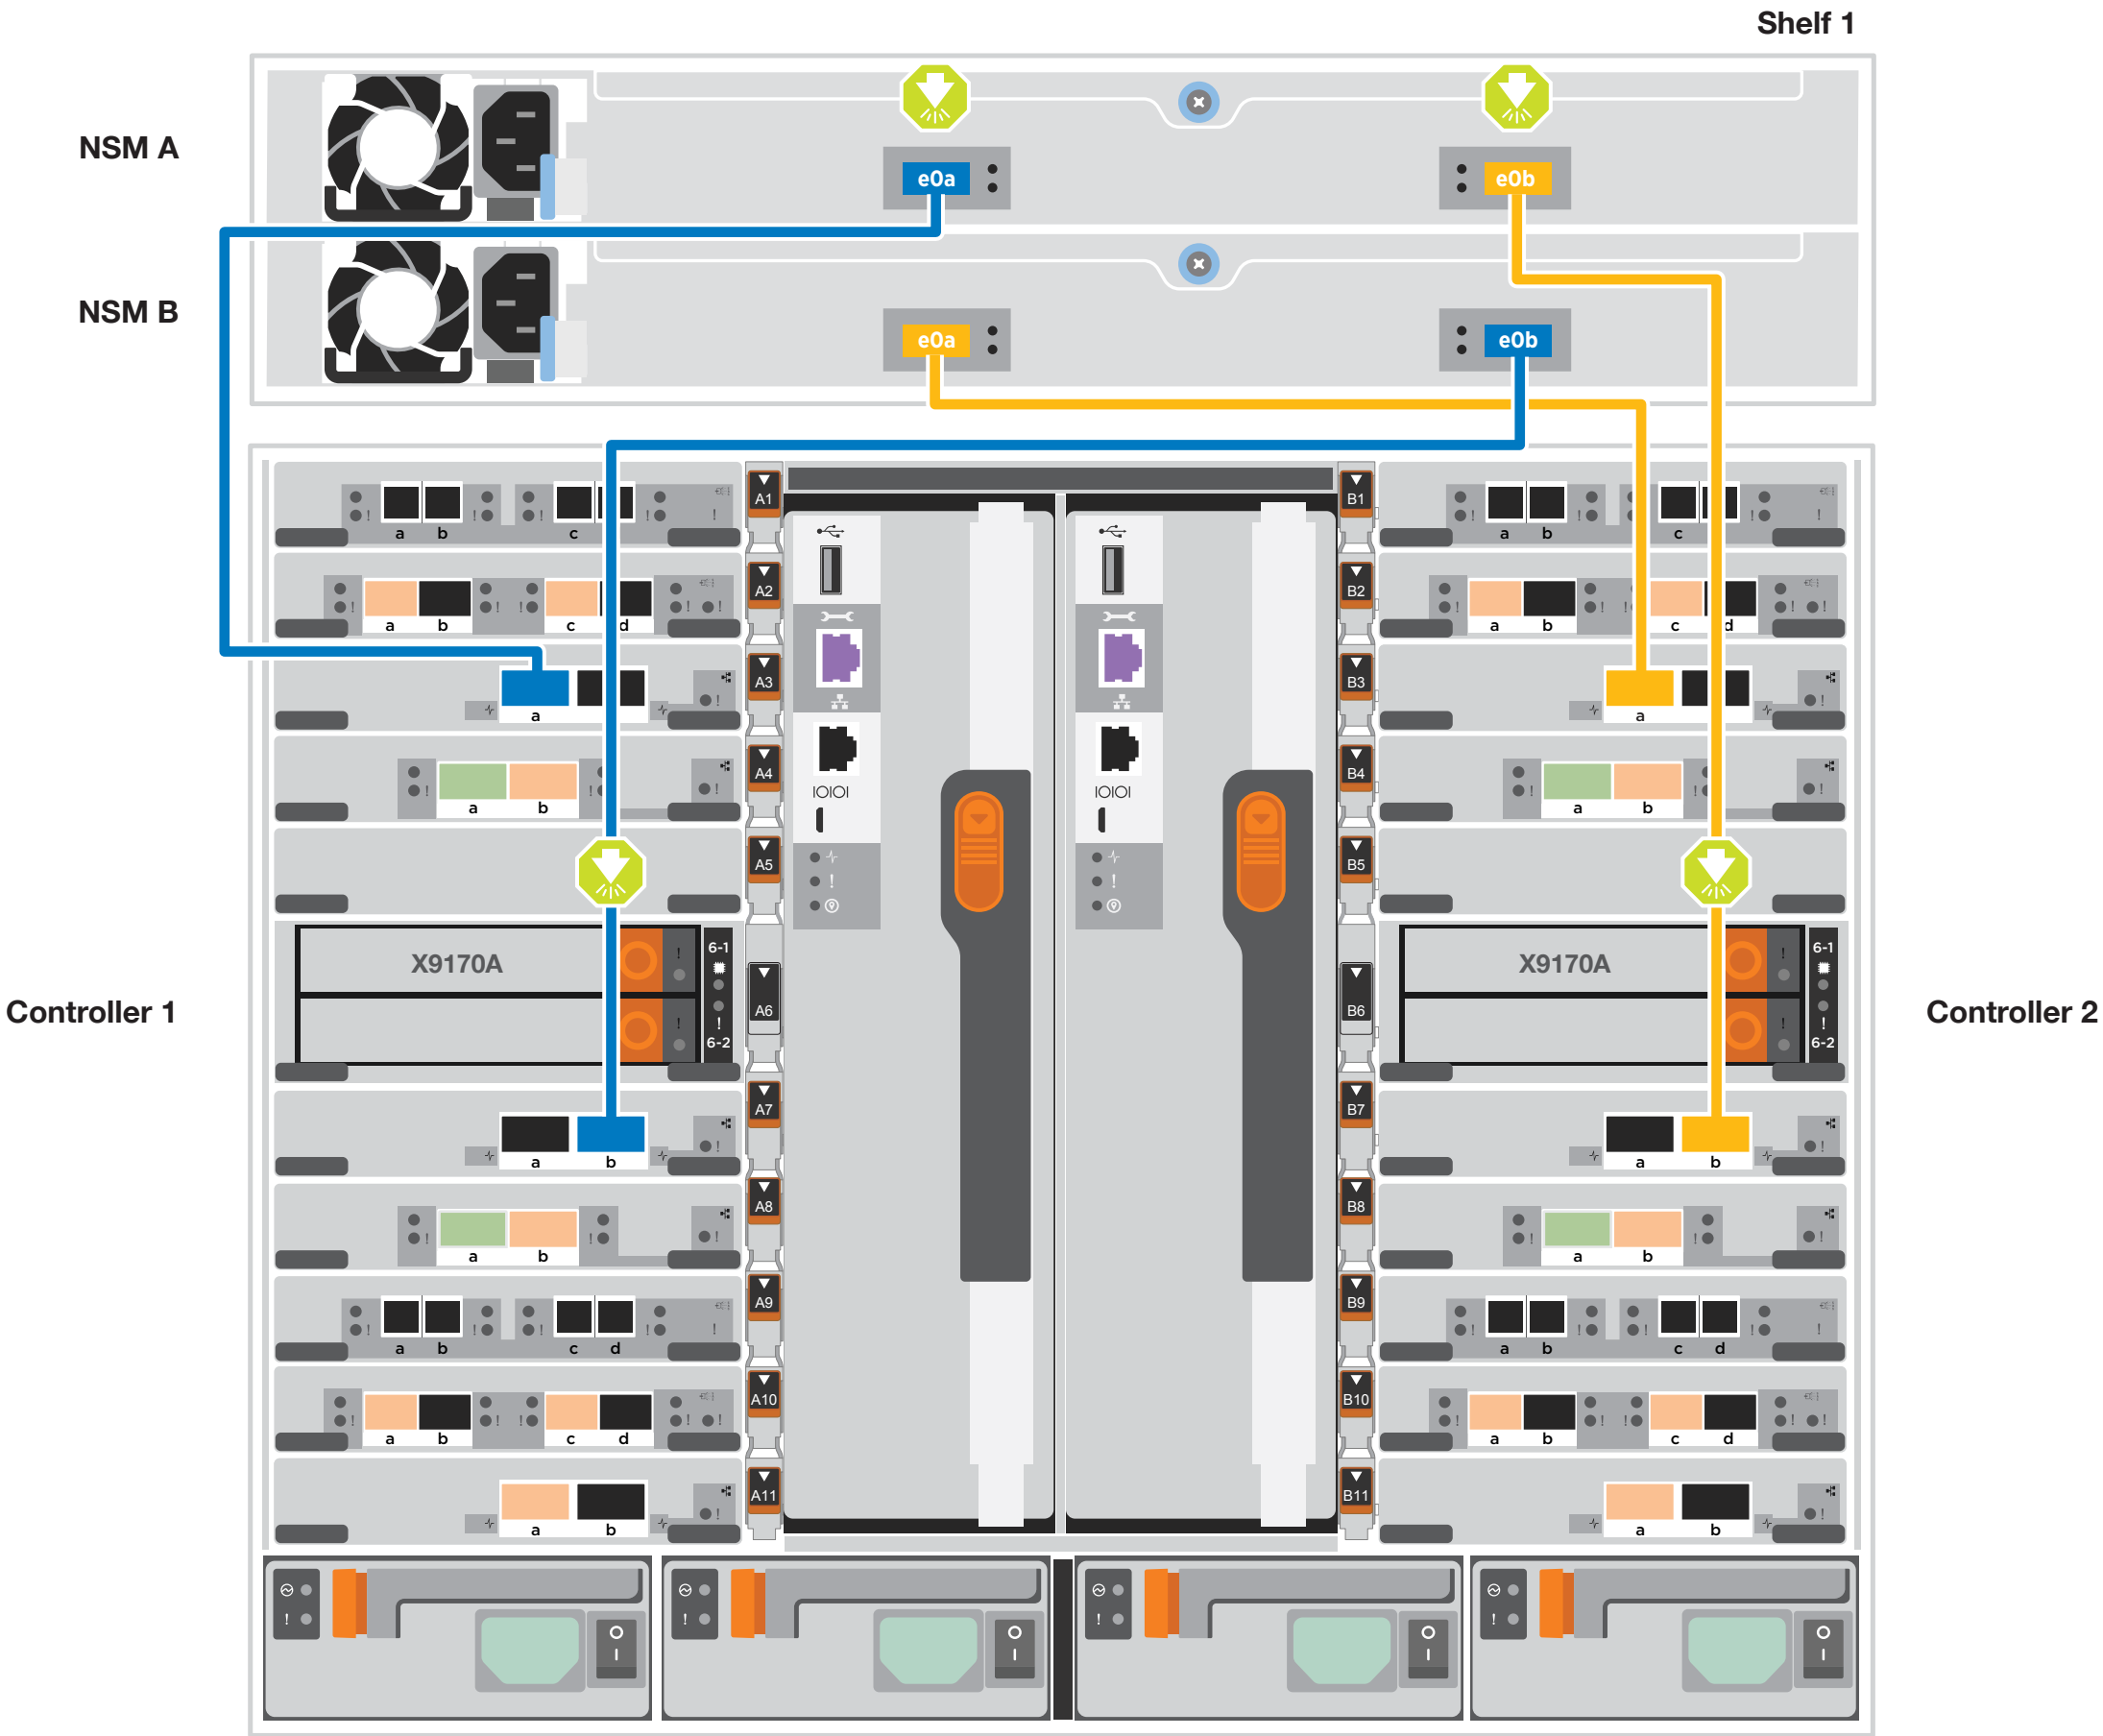 Shelf 1
NSM A
e0a
e0b
NSM B
e0a
e0b
a b c
A1
B1
a b c
a b c d
A2
B2
a b c d
a
A3
B3
a
a b
A4
B4
a b
IOIOI
IOIOI
A5
!
!
B5
X9170A
6-1
!
6-2
A6
B6
X9170A
6-1
!
6-2
Controller 1
Controller 2
a b
A7
B7
a b
a b
A8
B8
a b
a b c d
A9
B9
a b c d
a b c d
A10
B10
a b c d
a b
A11
B11
a b
! O I
! O I
! O I
! O I